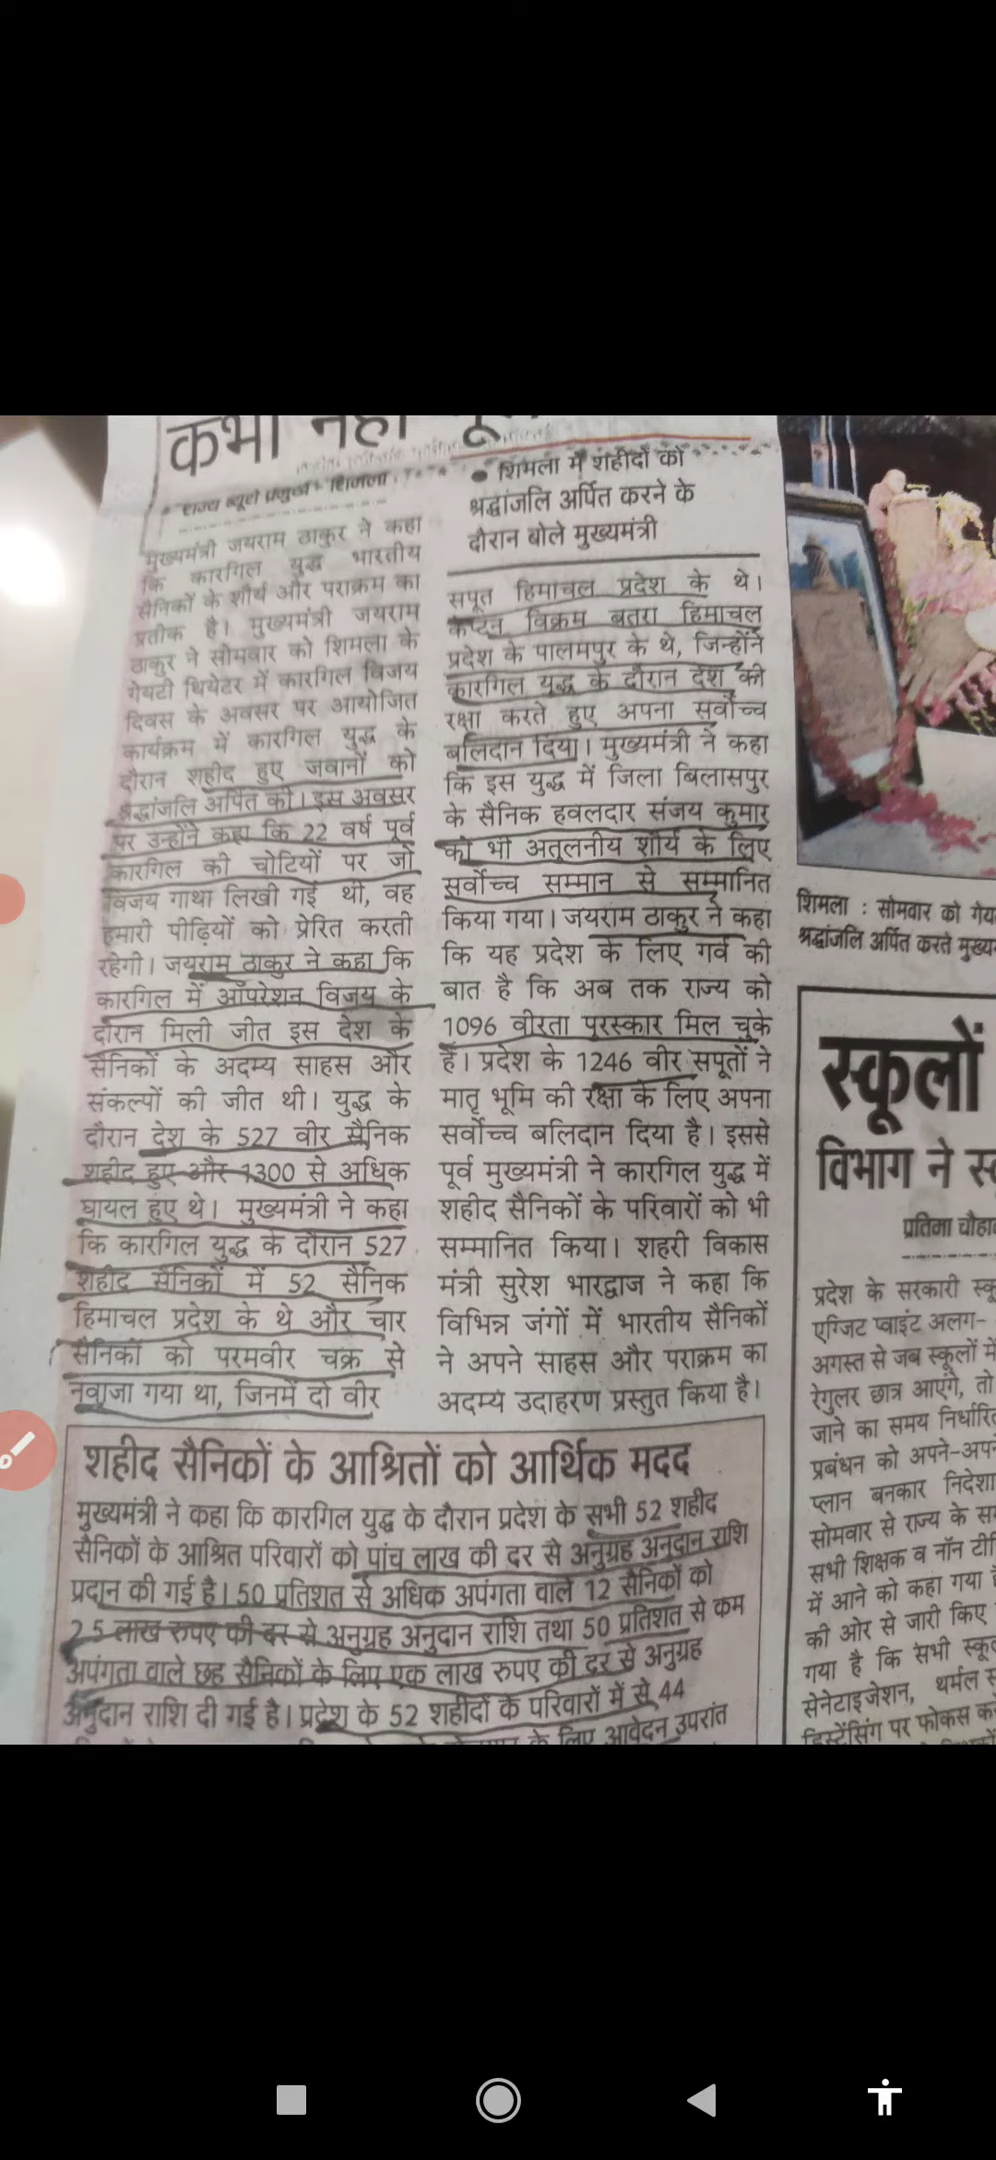 कभी नहीं
राज्य ब्यूरो प्रमुख - शिमला
मुख्यमंत्री जयराम ठाकुर ने कहा
कि कारगिल युद्ध भारतीय
सैनिकों के शौर्य और पराक्रम का
प्रतीक है। मुख्यमंत्री जयराम
ठाकुर ने सोमवार को शिमला के
गेयटी थियेटर में कारगिल विजय
दिवस के अवसर पर आयोजित
कार्यक्रम में कारगिल युद्ध के
दौरान शहीद हुए जवानों को
श्रद्धांजलि अर्पित की। इस अवसर
पर उन्होंने कहा कि 22 वर्ष पूर्व
कारगिल की चोटियों पर जो
विजय गाथा लिखी गई थी, वह
हमारी पीढ़ियों को प्रेरित करती
रहेगी। जयराम ठाकुर ने कहा कि
कारगिल में ऑपरेशन विजय के
दौरान मिली जीत इस देश के
सैनिकों के अदम्य साहस और
संकल्पों की जीत थी। युद्ध के
दौरान देश के 527 वीर सैनिक
शहीद हुए और 1300 से अधिक
घायल हुए थे। मुख्यमंत्री ने कहा
कि कारगिल युद्ध के दौरान 527
शहीद सैनिकों में 52 सैनिक
हिमाचल प्रदेश के थे और चार
सैनिकों को परमवीर चक्र से
नवाजा गया था, जिनमें दो वीर
शिमला में शहीदों को
श्रद्धांजलि अर्पित करने के
दौरान बोले मुख्यमंत्री
सपूत हिमाचल प्रदेश के थे।
कैप्टन विक्रम बतरा हिमाचल
प्रदेश के पालमपुर के थे, जिन्होंने
कारगिल युद्ध के दौरान देश की
रक्षा करते हुए अपना सर्वोच्च
बलिदान दिया। मुख्यमंत्री ने कहा
कि इस युद्ध में जिला बिलासपुर
के सैनिक हवलदार संजय कुमार
को भी अतुलनीय शौर्य के लिए
सर्वोच्च सम्मान से सम्मानित
किया गया। जयराम ठाकुर ने कहा
कि यह प्रदेश के लिए गर्व की
बात है कि अब तक राज्य को
1096 वीरता पुरस्कार मिल चुके
हैं। प्रदेश के 1246 वीर सपूतों ने
मातृ भूमि की रक्षा के लिए अपना
सर्वोच्च बलिदान दिया है। इससे
पूर्व मुख्यमंत्री ने कारगिल युद्ध में
शहीद सैनिकों के परिवारों को भी
सम्मानित किया। शहरी विकास
मंत्री सुरेश भारद्वाज ने कहा कि
विभिन्न जंगों में भारतीय सैनिकों
ने अपने साहस और पराक्रम का
अदम्य उदाहरण प्रस्तुत किया है।
शहीद सैनिकों के आश्रितों को आर्थिक मदद
मुख्यमंत्री ने कहा कि कारगिल युद्ध के दौरान प्रदेश के सभी 52 शहीद
सैनिकों के आश्रित परिवारों को पांच लाख की दर से अनुग्रह अनुदान राशि
प्रदान की गई है। 50 प्रतिशत से अधिक अपंगता वाले 12 सैनिकों को
2.5 लाख रुपए की दर से अनुग्रह अनुदान राशि तथा 50 प्रतिशत से कम
अपंगता वाले छह सैनिकों के लिए एक लाख रुपए की दर से अनुग्रह
अनुदान राशि दी गई है। प्रदेश के 52 शहीदों के परिवारों में से 44
के लिए आवेदन उपरांत
शिमला : सोमवार को
श्रद्धांजलि अर्पित करते
स्कूलों
विभाग ने
प्रतिमा
प्रदेश के सरकारी
एग्जिट प्वाइंट अलग-
अगस्त से जब स्कूलों में
रेगुलर छात्र आएंगे, तो
जाने का समय
प्रबंधन को अपने-
प्लान बनकार
सोमवार से राज्य के
सभी शिक्षक व नॉन
में आने को कहा गया
की ओर से जारी किए
गया है कि सभी
सेनेटाइजेशन, थर्मल
पर फोकस